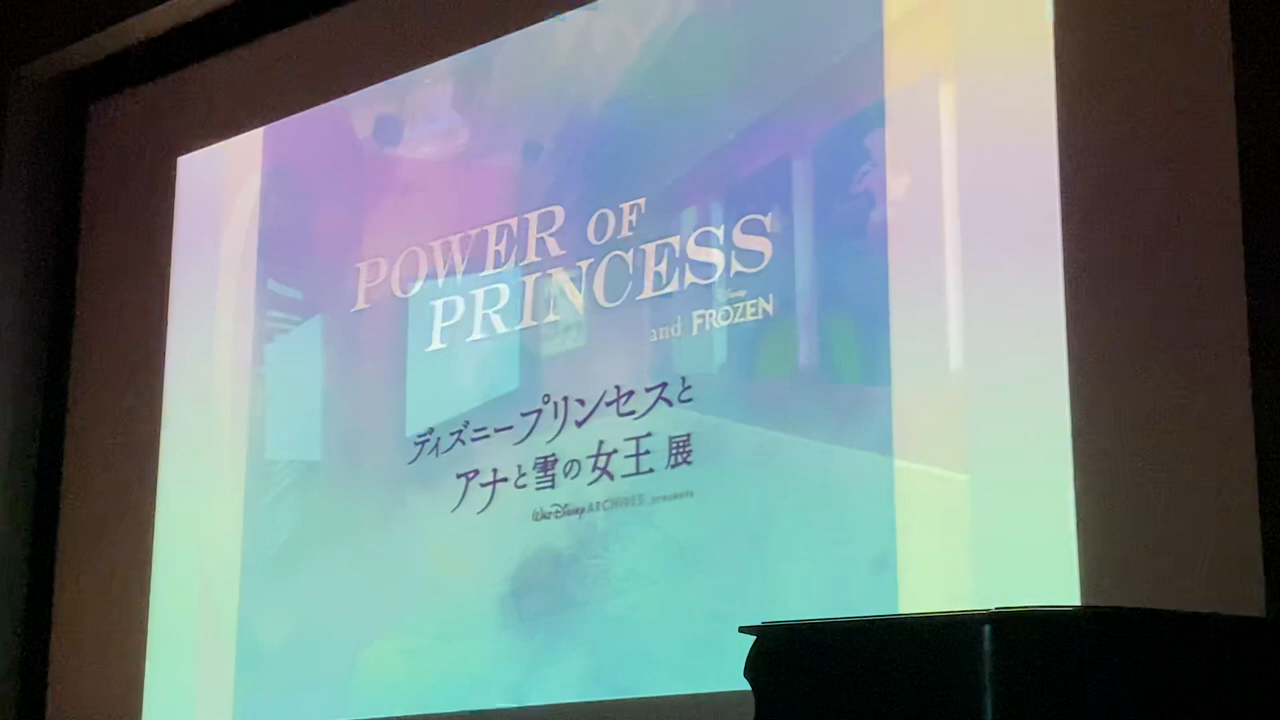 POWER OF
PRINCESS
Disney
and FROZEN
ディズニープリンセスと
アナと雪の女王 展
Walt Disney ARCHIVES presents